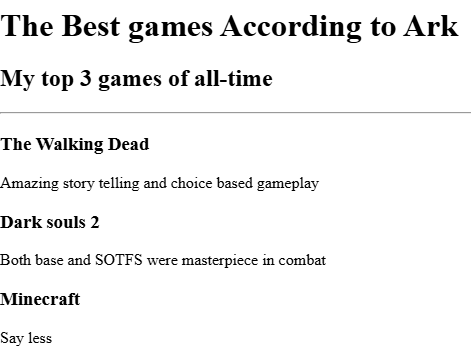 The Best games According to Ark
My top 3 games of all-time
The Walking Dead
Amazing story telling and choice based gameplay
Dark souls 2
Both base and SOTFS were masterpiece in combat
Minecraft
Say less